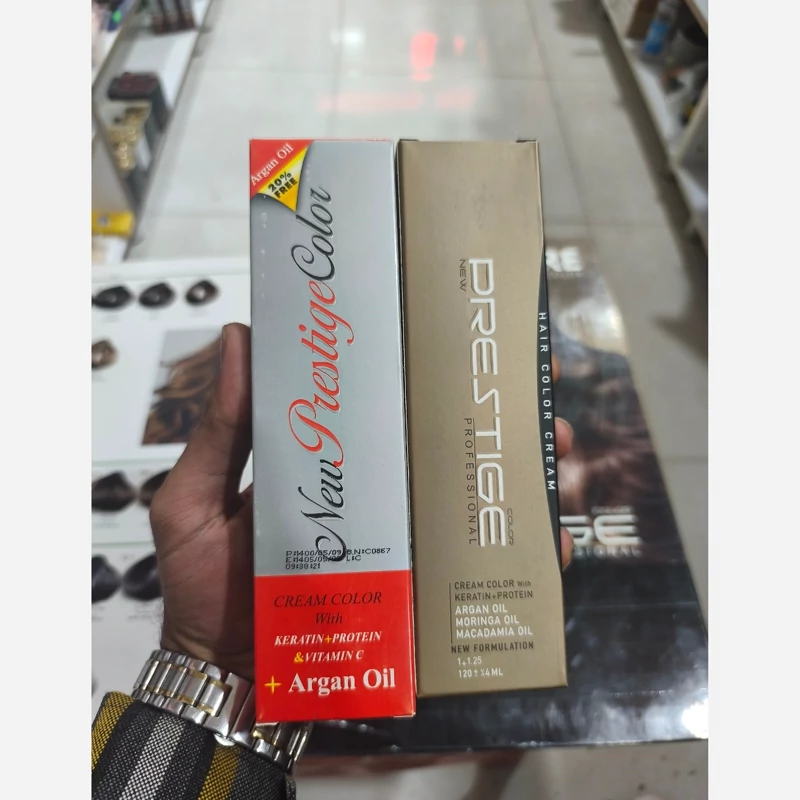 Argan Oil
20%
FREE
New Prestige Color
CREAM COLOR
With
KERATIN+PROTEIN
&VITAMIN C
+ Argan Oil
NEW
PRESTIGE
COLOR
PROFESSIONAL
HAIR COLOR CREAM
CREAM COLOR With
KERATIN+PROTEIN
ARGAN OIL
MORINGA OIL
MACADAMIA OIL
NEW FORMULATION
1+1.25